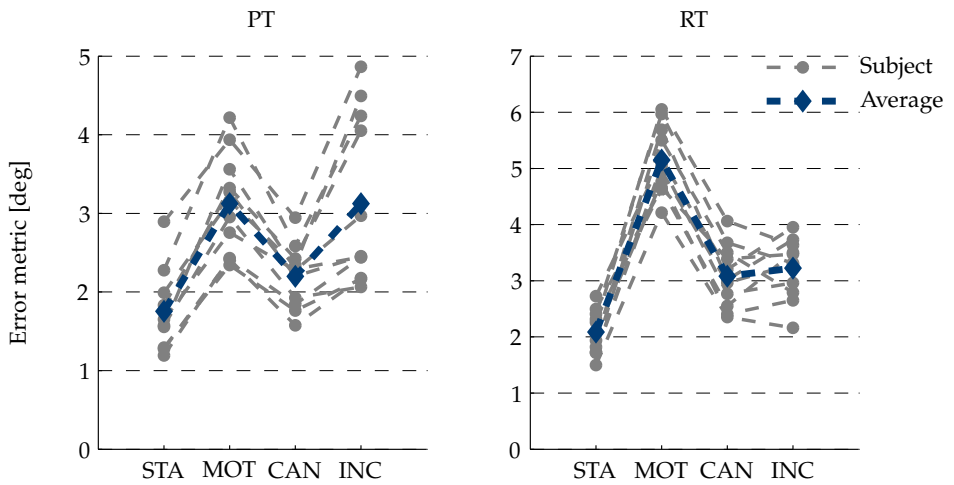 PT
Error metric [deg]
5
4
3
2
1
0
STA MOT CAN INC
RT
7
6
5
4
3
2
1
0
STA MOT CAN INC
Subject
Average